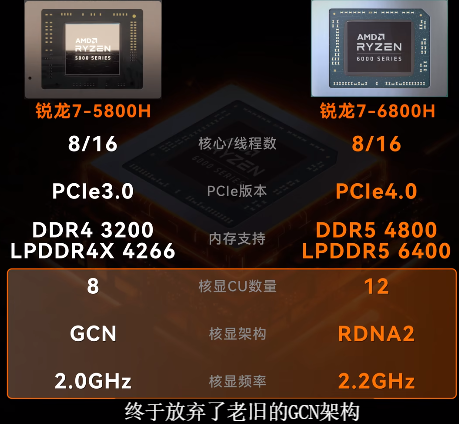 AMD
RYZEN
5000 SERIES
AMD
RYZEN
6000 SERIES
锐龙7-5800H
锐龙7-6800H
8/16 核心/线程数 8/16
PCIe3.0 PCIe版本 PCIe4.0
DDR4 3200
LPDDR4X 4266
内存支持
DDR5 4800
LPDDR5 6400
8 核显CU数量 12
GCN 核显架构 RDNA2
2.0GHz 核显频率 2.2GHz
终于放弃了老旧的GCN架构